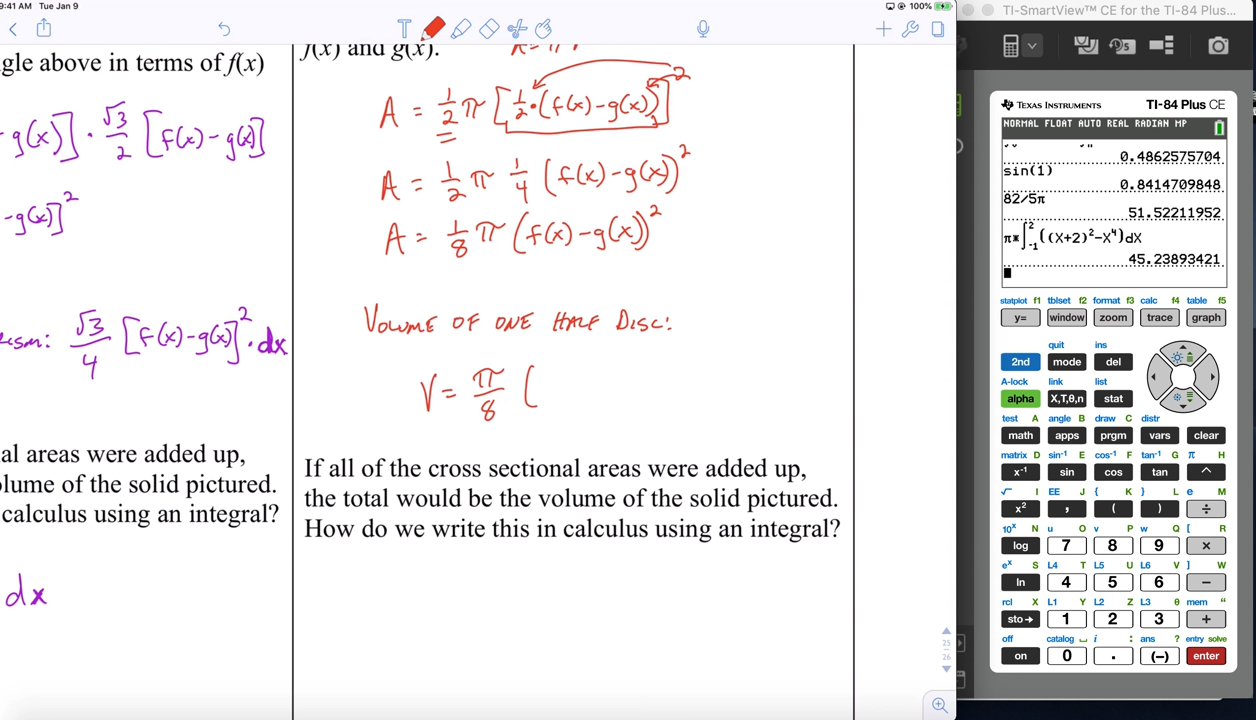 9:41 AM Tue Jan 9
100%
TI-SmartView™ CE for the TI-84 Plus...
gle above in terms of f(x)
g(x)] · √3/2 [f(x) - g(x)]
-g(x)]²
√3/4 [f(x) - g(x)]² · dx
al areas were added up,
lume of the solid pictured.
calculus using an integral?
dx
f(x) and g(x).
A = 1/2 π [1/2 · (f(x) - g(x))]²
A = 1/2 π 1/4 (f(x) - g(x))²
A = 1/8 π (f(x) - g(x))²
VOLUME OF ONE HALF DISC:
V = π/8 (
If all of the cross sectional areas were added up,
the total would be the volume of the solid pictured.
How do we write this in calculus using an integral?
25
26
TEXAS INSTRUMENTS TI-84 Plus CE
NORMAL FLOAT AUTO REAL RADIAN MP
0.4862575704
sin(1)
0.8414709848
82/5π
51.52211952
π*∫₋₁²((X+2)²-X⁴)dX
45.23893421
statplot f1 tblset f2 format f3 calc f4 table f5
y= window zoom trace graph
quit ins
2nd mode del
A-lock link list
alpha X,T,θ,n stat
test A angle B draw C distr
math apps prgm vars clear
matrix D sin⁻¹ E cos⁻¹ F tan⁻¹ G π H
x⁻¹ sin cos tan ^
√ I EE J { K } L e M
x² , ( ) ÷
10ˣ N u O v P w Q [ R
log 7 8 9 ×
eˣ S L4 T L5 U L6 V ] W
ln 4 5 6 −
rcl X L1 Y L2 Z L3 θ mem "
sto→ 1 2 3 +
off catalog ⎵ i : ans ? entry solve
on 0 . (−) enter